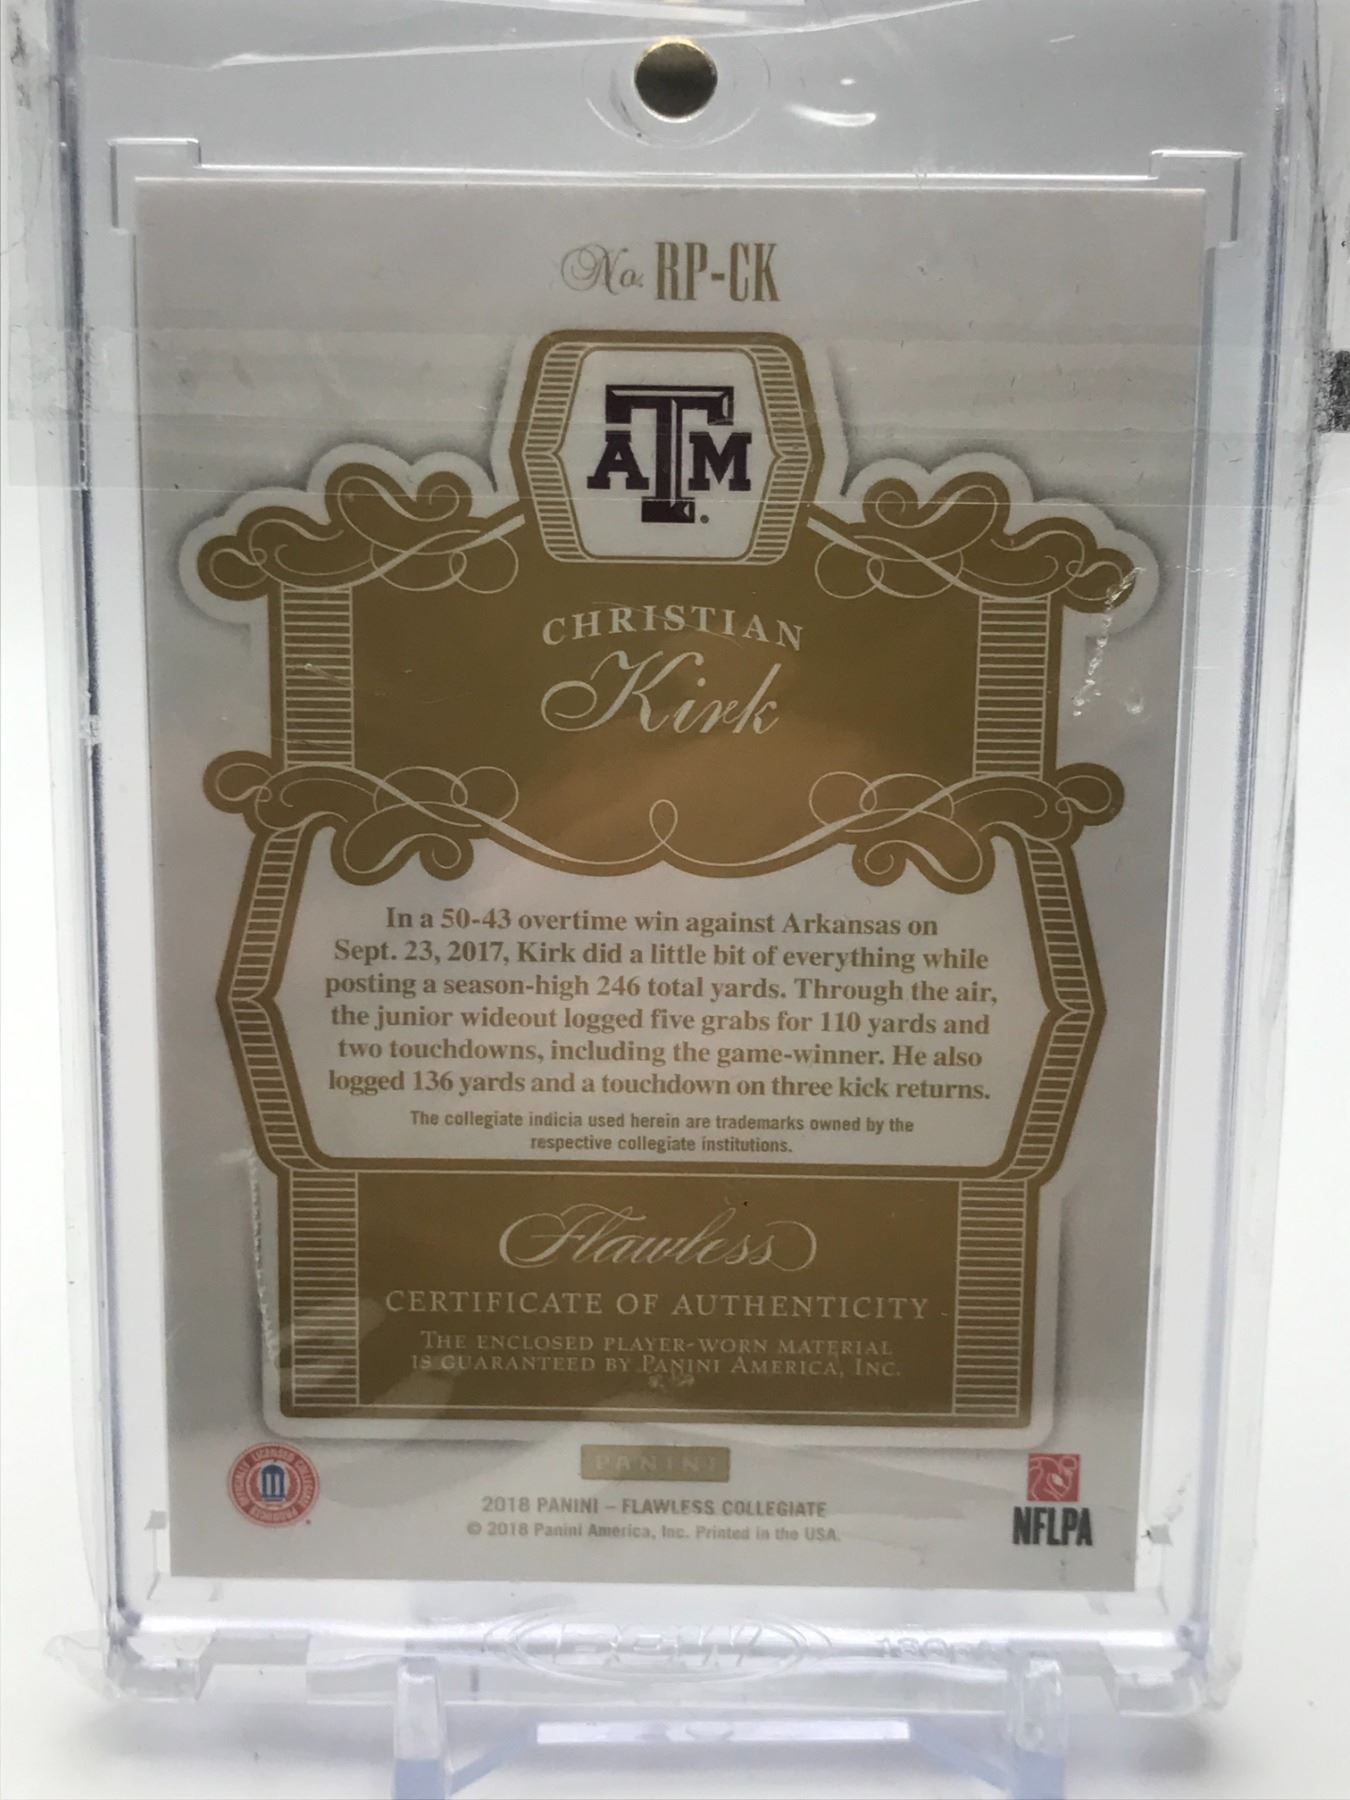 No. RP-CK
ATM
CHRISTIAN
Kirk
In a 50-43 overtime win against Arkansas on
Sept. 23, 2017, Kirk did a little bit of everything while
posting a season-high 246 total yards. Through the air,
the junior wideout logged five grabs for 110 yards and
two touchdowns, including the game-winner. He also
logged 136 yards and a touchdown on three kick returns.
The collegiate indicia used herein are trademarks owned by the
respective collegiate institutions.
Flawless
CERTIFICATE OF AUTHENTICITY
THE ENCLOSED PLAYER-WORN MATERIAL
IS GUARANTEED BY PANINI AMERICA, INC.
OFFICIALLY LICENSED COLLEGIATE PRODUCTS
PANINI
2018 PANINI – FLAWLESS COLLEGIATE
© 2018 Panini America, Inc. Printed in the USA.
NFLPA
BCW